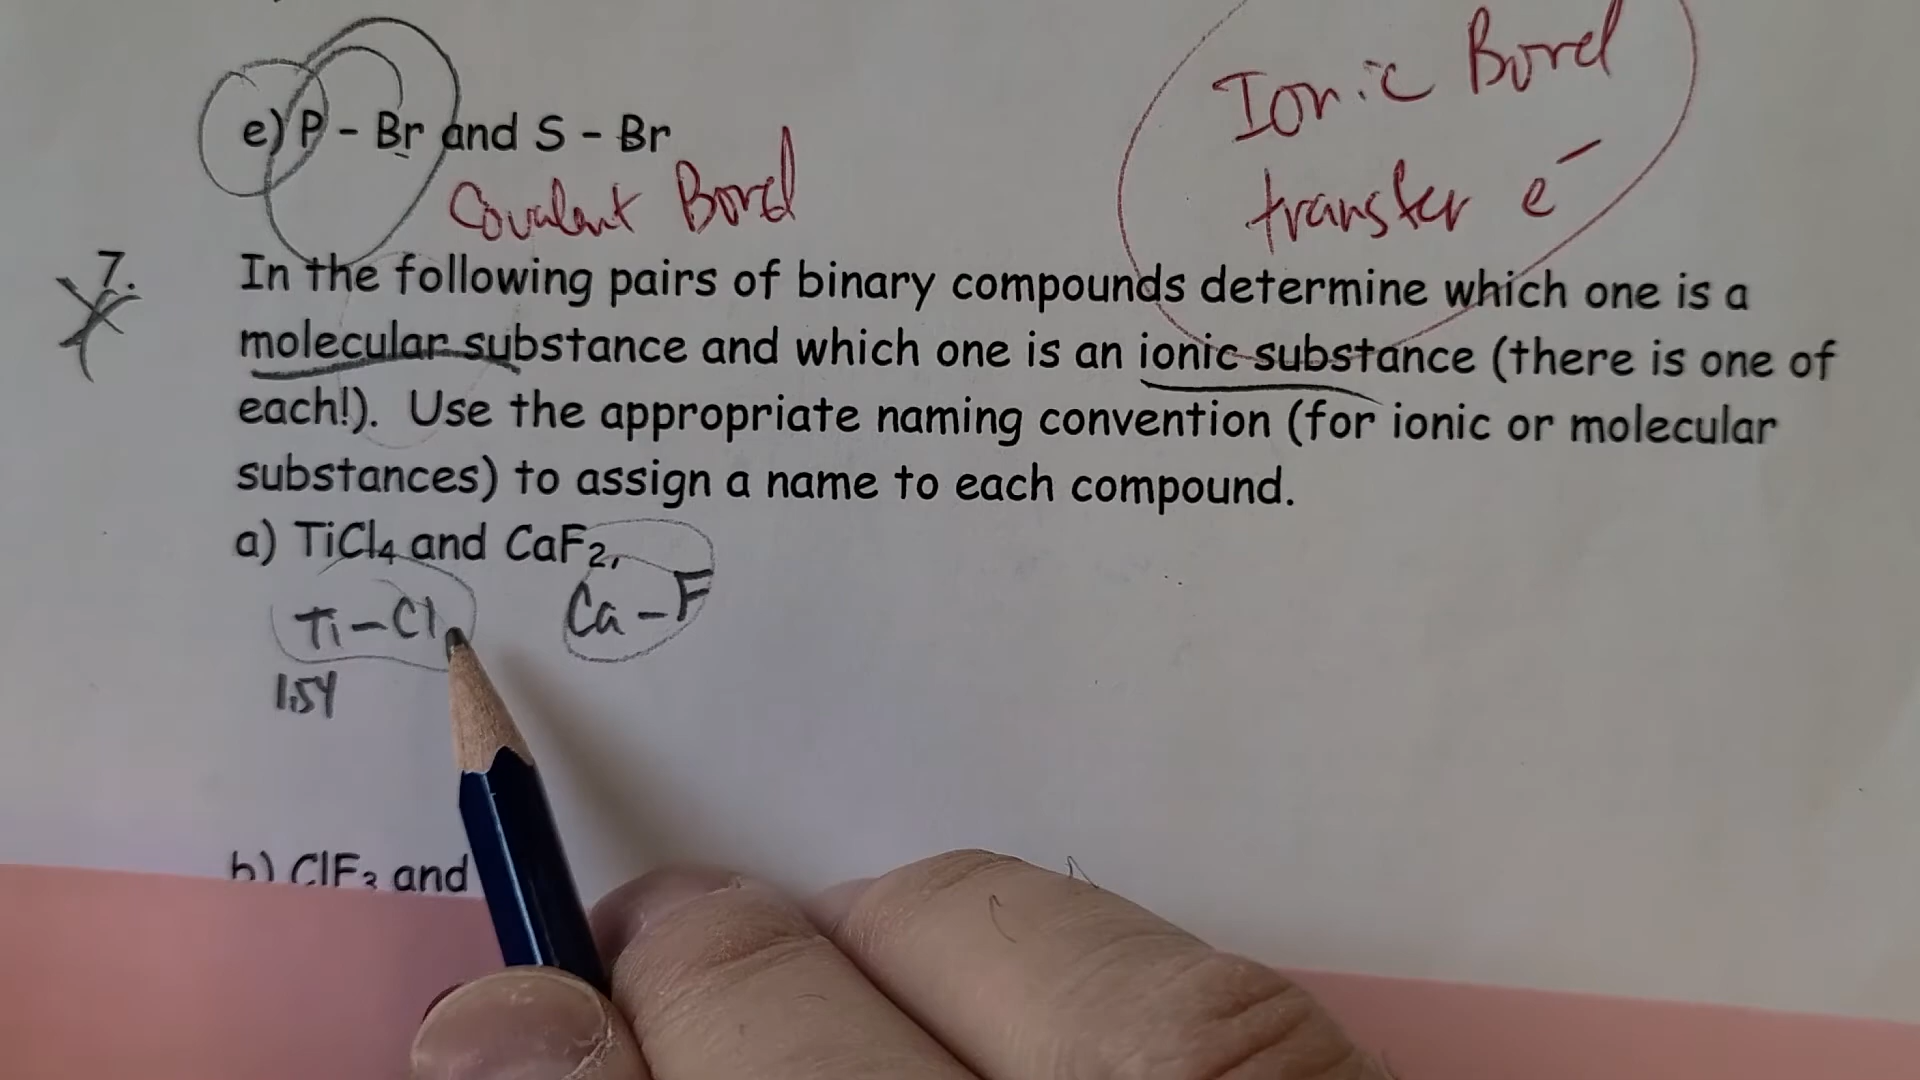 Ionic Bond
e) P - Br and S - Br
Covalent Bond
transfer e⁻
7. In the following pairs of binary compounds determine which one is a
molecular substance and which one is an ionic substance (there is one of
each!). Use the appropriate naming convention (for ionic or molecular
substances) to assign a name to each compound.
a) TiCl₄ and CaF₂,
Ti-Cl Ca-F
1.54
b) ClF₃ and